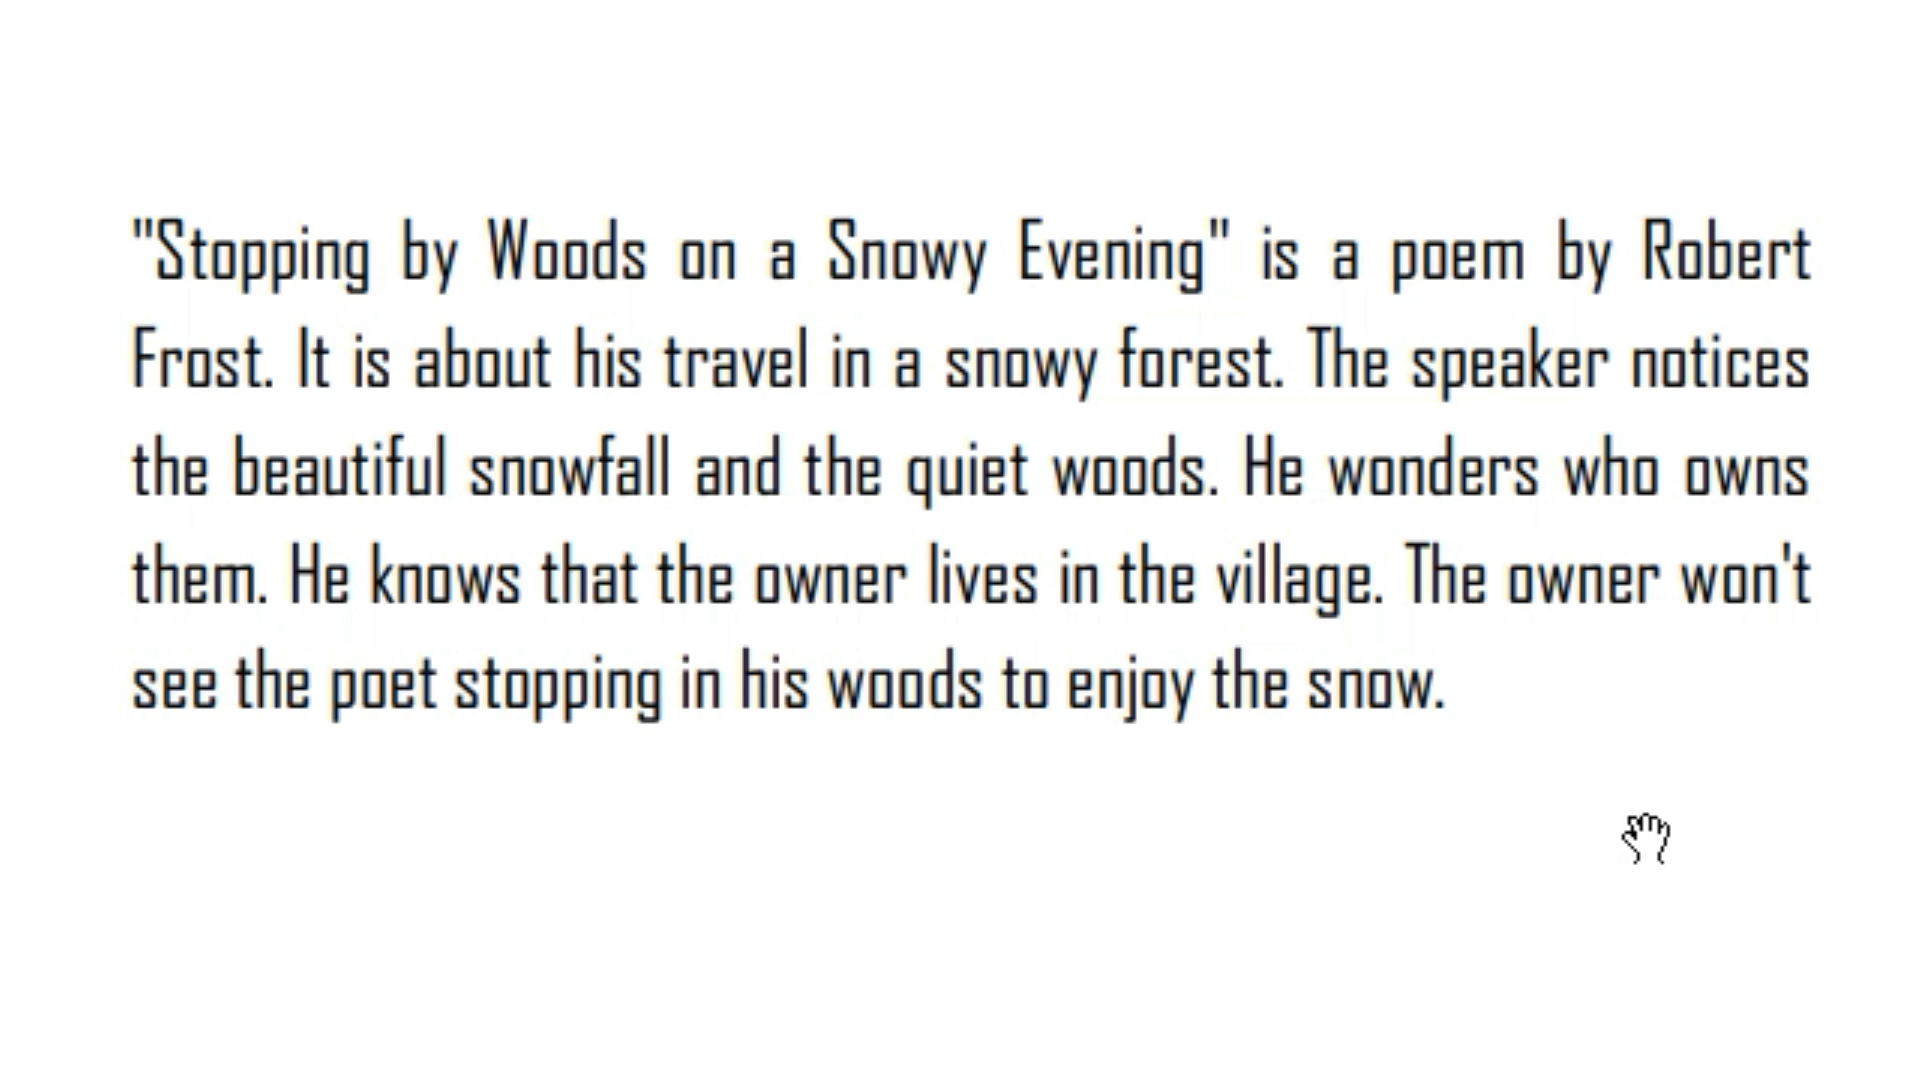 "Stopping by Woods on a Snowy Evening" is a poem by Robert
Frost. It is about his travel in a snowy forest. The speaker notices
the beautiful snowfall and the quiet woods. He wonders who owns
them. He knows that the owner lives in the village. The owner won't
see the poet stopping in his woods to enjoy the snow.